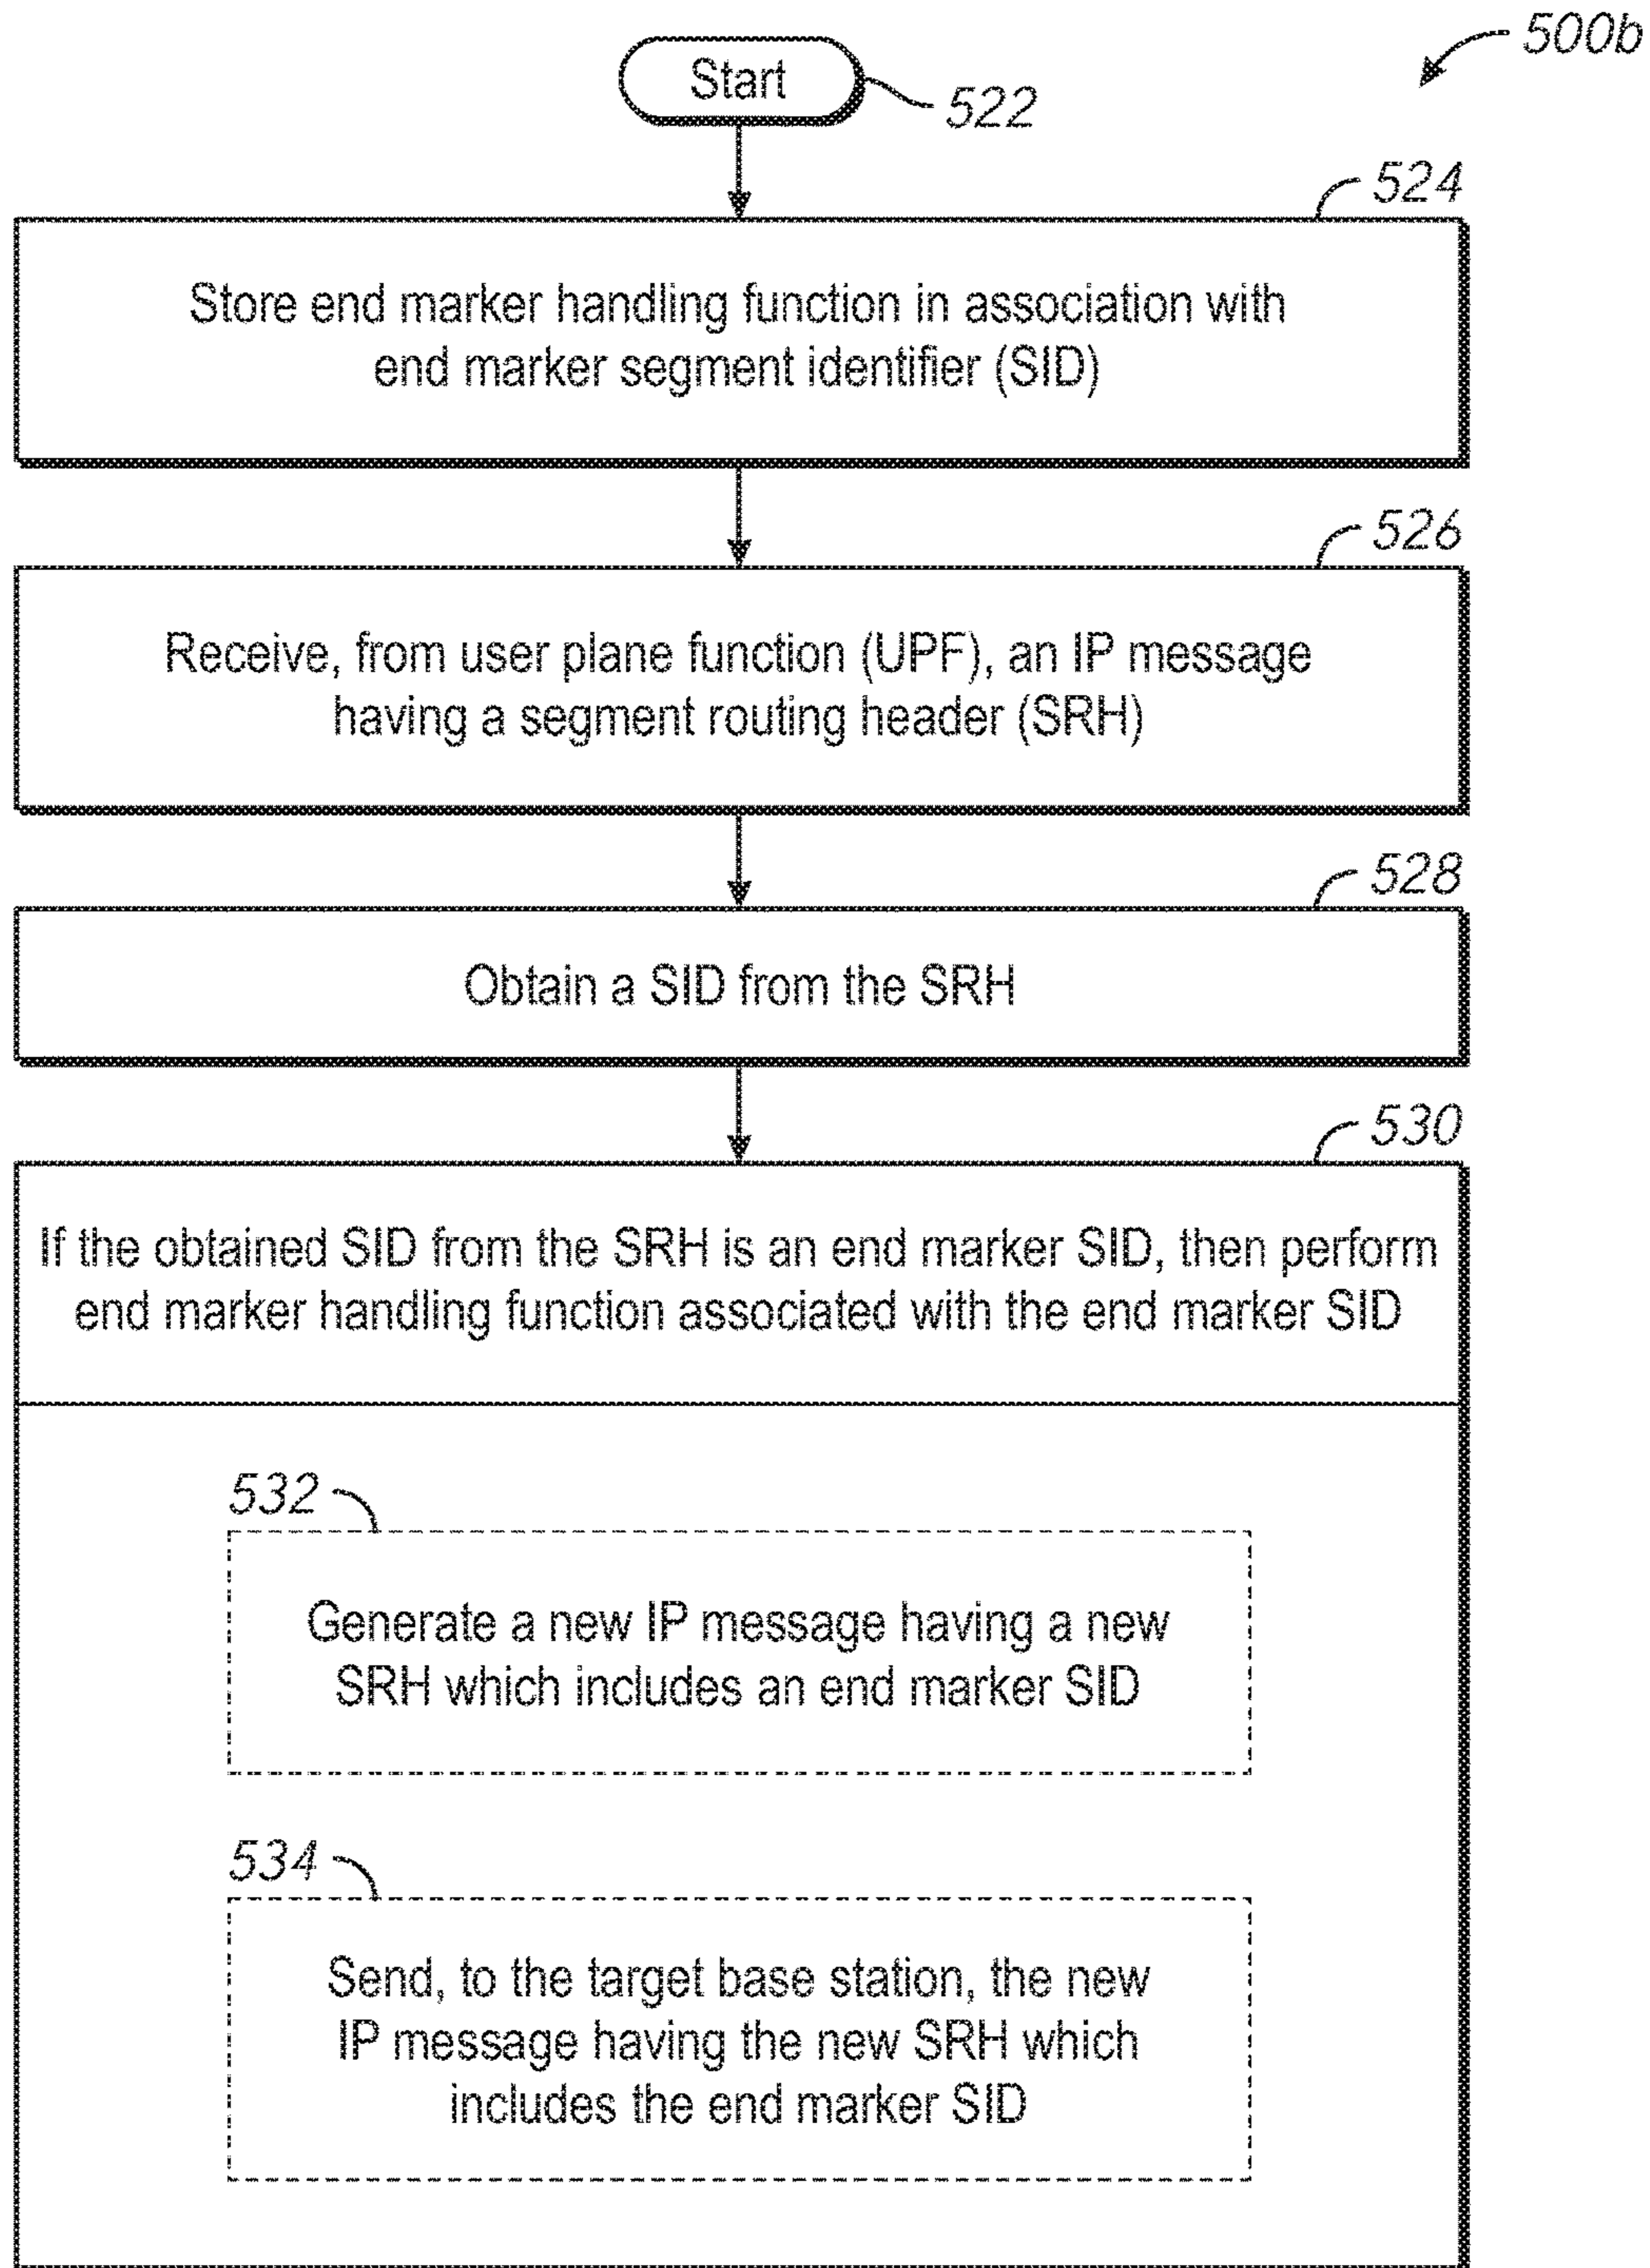 500b
Start
522
524
Store end marker handling function in association with
end marker segment identifier (SID)
526
Receive, from user plane function (UPF), an IP message
having a segment routing header (SRH)
528
Obtain a SID from the SRH
530
If the obtained SID from the SRH is an end marker SID, then perform
end marker handling function associated with the end marker SID
532
Generate a new IP message having a new
SRH which includes an end marker SID
534
Send, to the target base station, the new
IP message having the new SRH which
includes the end marker SID